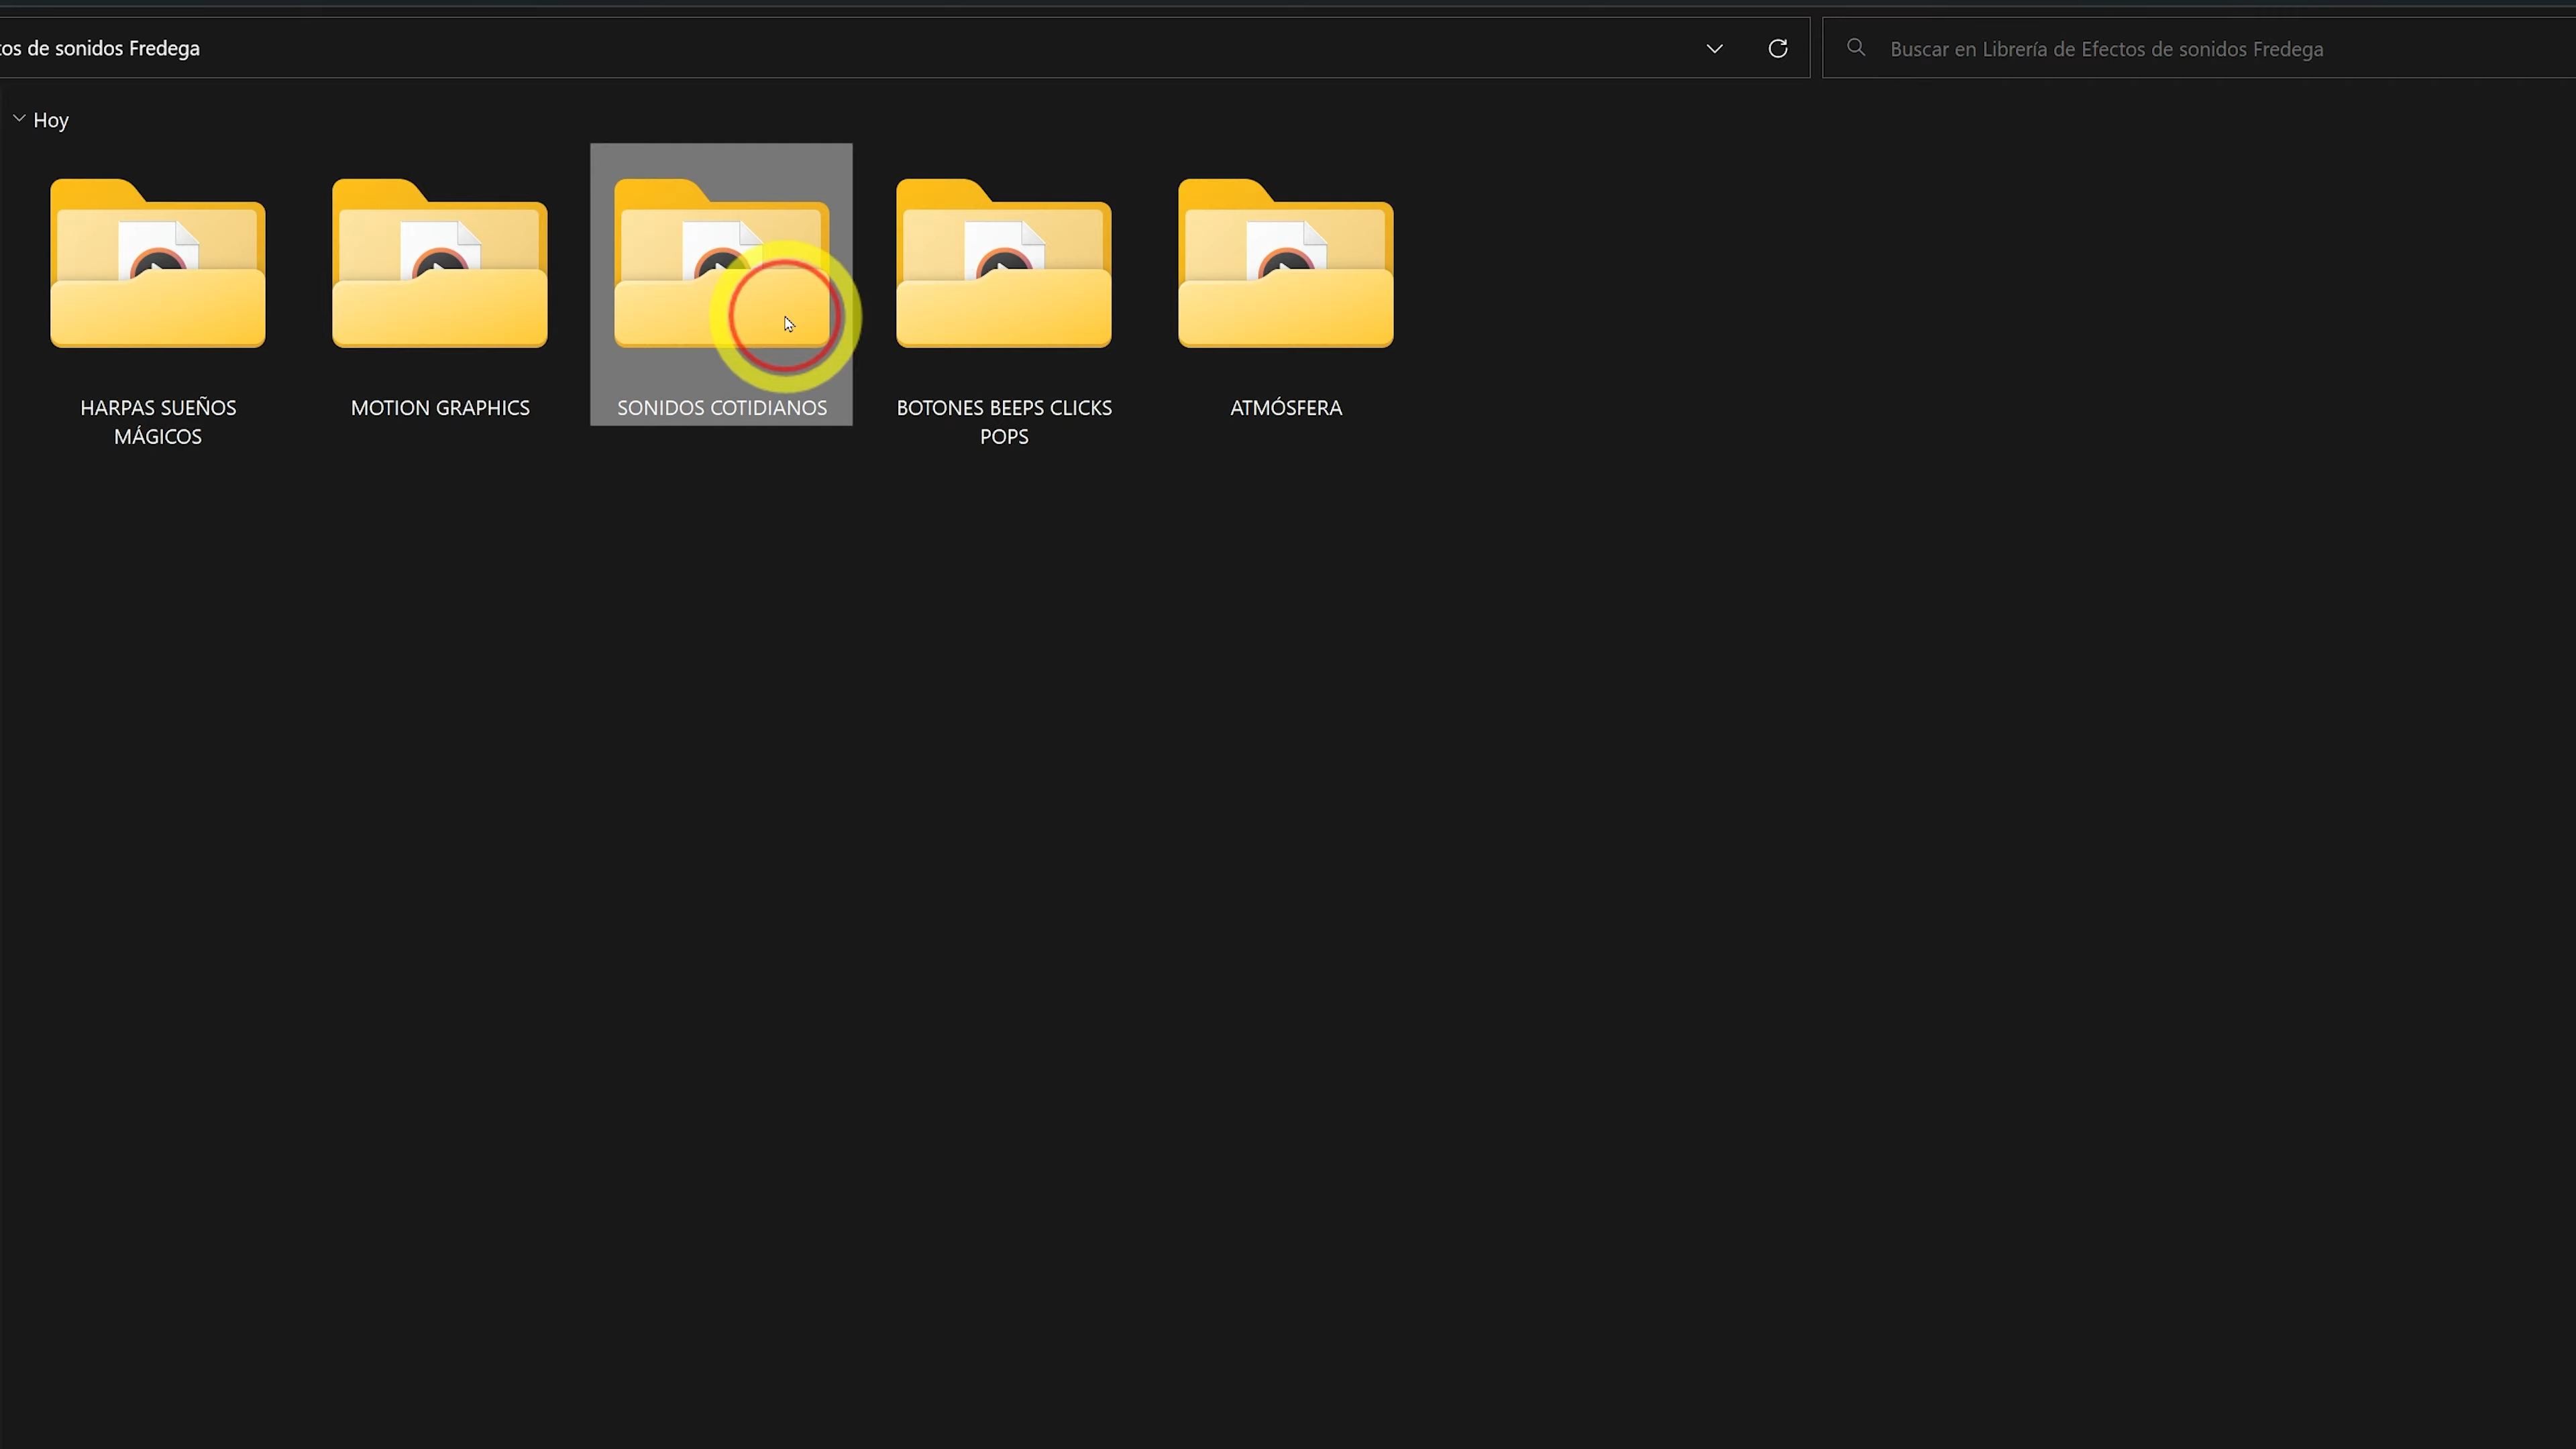 tos de sonidos Fredega
Buscar en Librería de Efectos de sonidos Fredega
Hoy
HARPAS SUEÑOS
MÁGICOS
MOTION GRAPHICS
SONIDOS COTIDIANOS
BOTONES BEEPS CLICKS
POPS
ATMÓSFERA